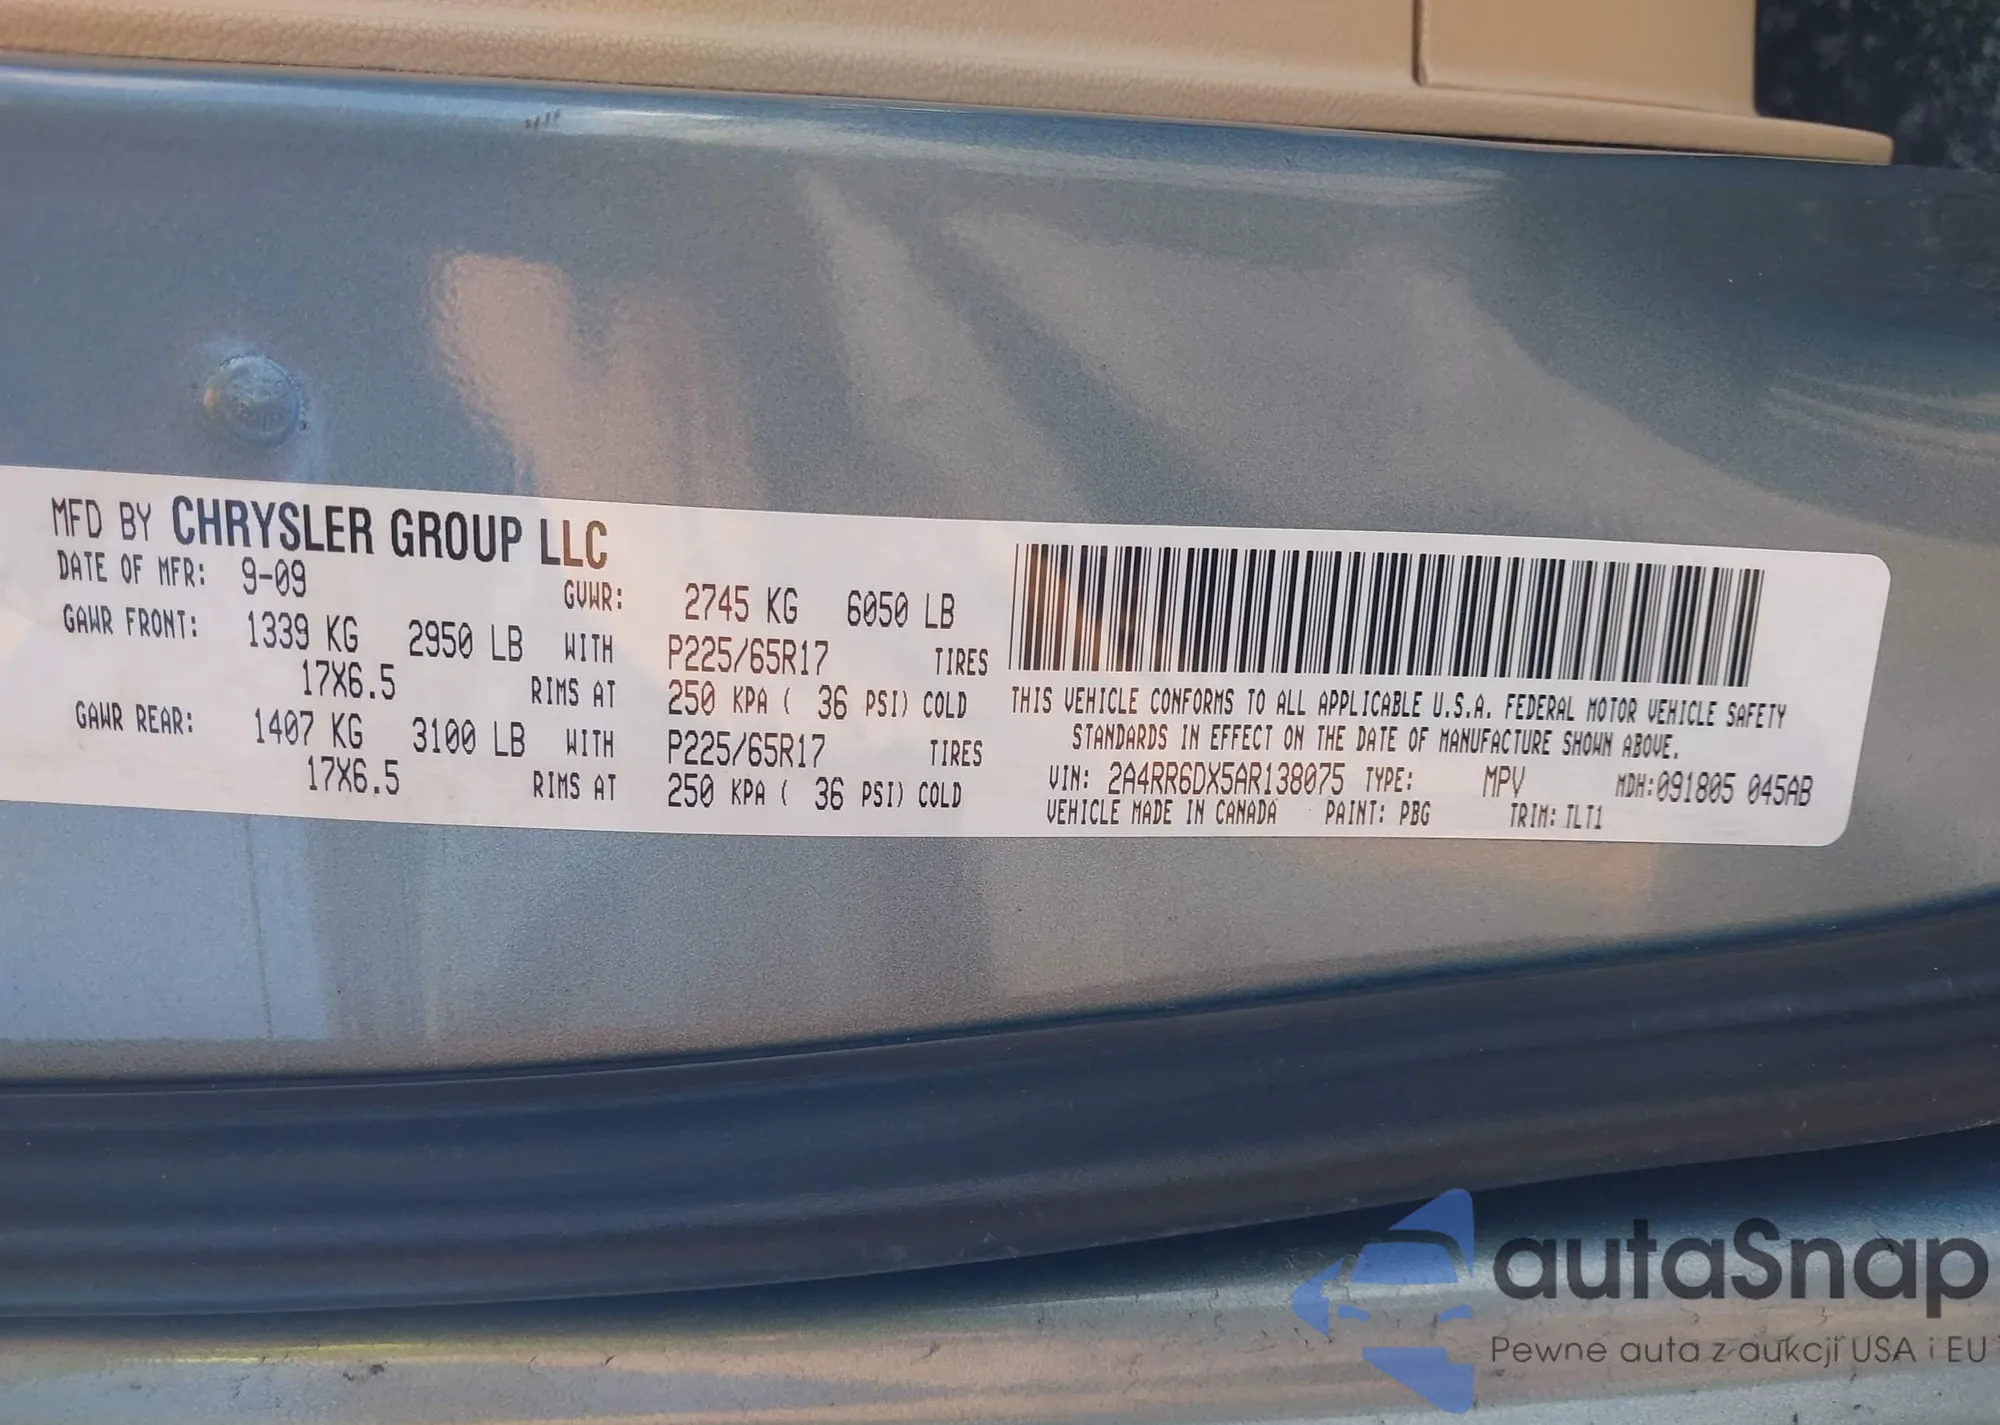 MFD BY CHRYSLER GROUP LLC
DATE OF MFR: 9-09 GVWR: 2745 KG 6050 LB
GAWR FRONT: 1339 KG 2950 LB WITH P225/65R17 TIRES
17X6.5 RIMS AT 250 KPA ( 36 PSI) COLD
GAWR REAR: 1407 KG 3100 LB WITH P225/65R17 TIRES
17X6.5 RIMS AT 250 KPA ( 36 PSI) COLD
THIS VEHICLE CONFORMS TO ALL APPLICABLE U.S.A. FEDERAL MOTOR VEHICLE SAFETY
STANDARDS IN EFFECT ON THE DATE OF MANUFACTURE SHOWN ABOVE.
VIN: 2A4RR6DX5AR138075 TYPE: MPV MDH:091805 045AB
VEHICLE MADE IN CANADA PAINT: PBG TRIM: TLT1
autaSnap
Pewne auta z aukcji USA i EU